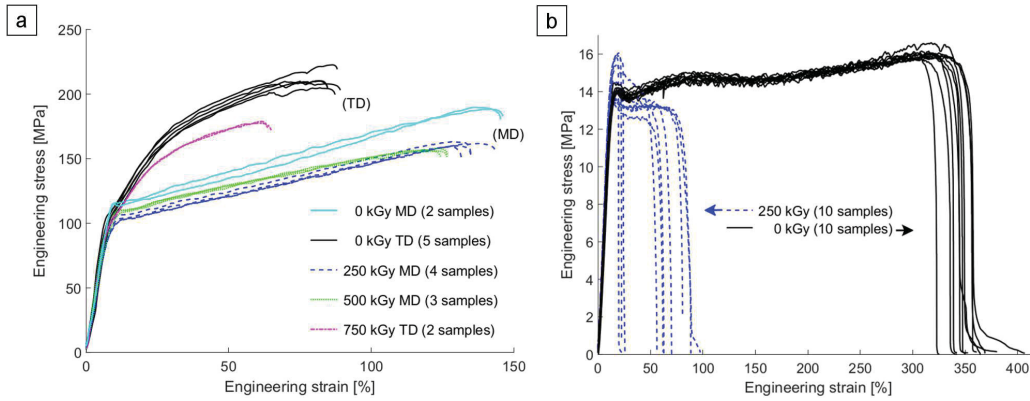 a
250
200
150
100
50
0
0
50
100
150
Engineering stress [MPa]
Engineering strain [%]
(TD)
(MD)
0 kGy MD (2 samples)
0 kGy TD (5 samples)
250 kGy MD (4 samples)
500 kGy MD (3 samples)
750 kGy TD (2 samples)
b
16
14
12
10
8
6
4
2
0
0
50
100
150
200
250
300
350
400
Engineering stress [MPa]
Engineering strain [%]
250 kGy (10 samples)
0 kGy (10 samples)